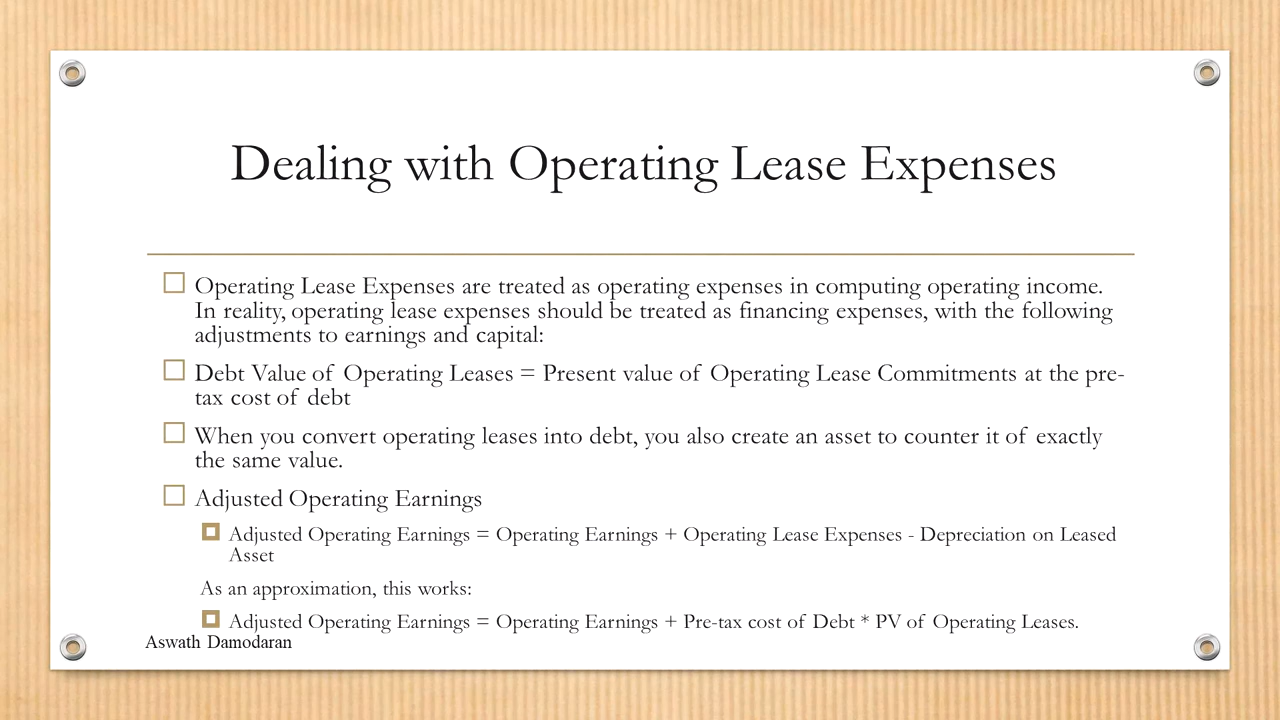 Dealing with Operating Lease Expenses
Operating Lease Expenses are treated as operating expenses in computing operating income.
In reality, operating lease expenses should be treated as financing expenses, with the following
adjustments to earnings and capital:
Debt Value of Operating Leases = Present value of Operating Lease Commitments at the pre-
tax cost of debt
When you convert operating leases into debt, you also create an asset to counter it of exactly
the same value.
Adjusted Operating Earnings
Adjusted Operating Earnings = Operating Earnings + Operating Lease Expenses - Depreciation on Leased
Asset
As an approximation, this works:
Adjusted Operating Earnings = Operating Earnings + Pre-tax cost of Debt * PV of Operating Leases.
Aswath Damodaran